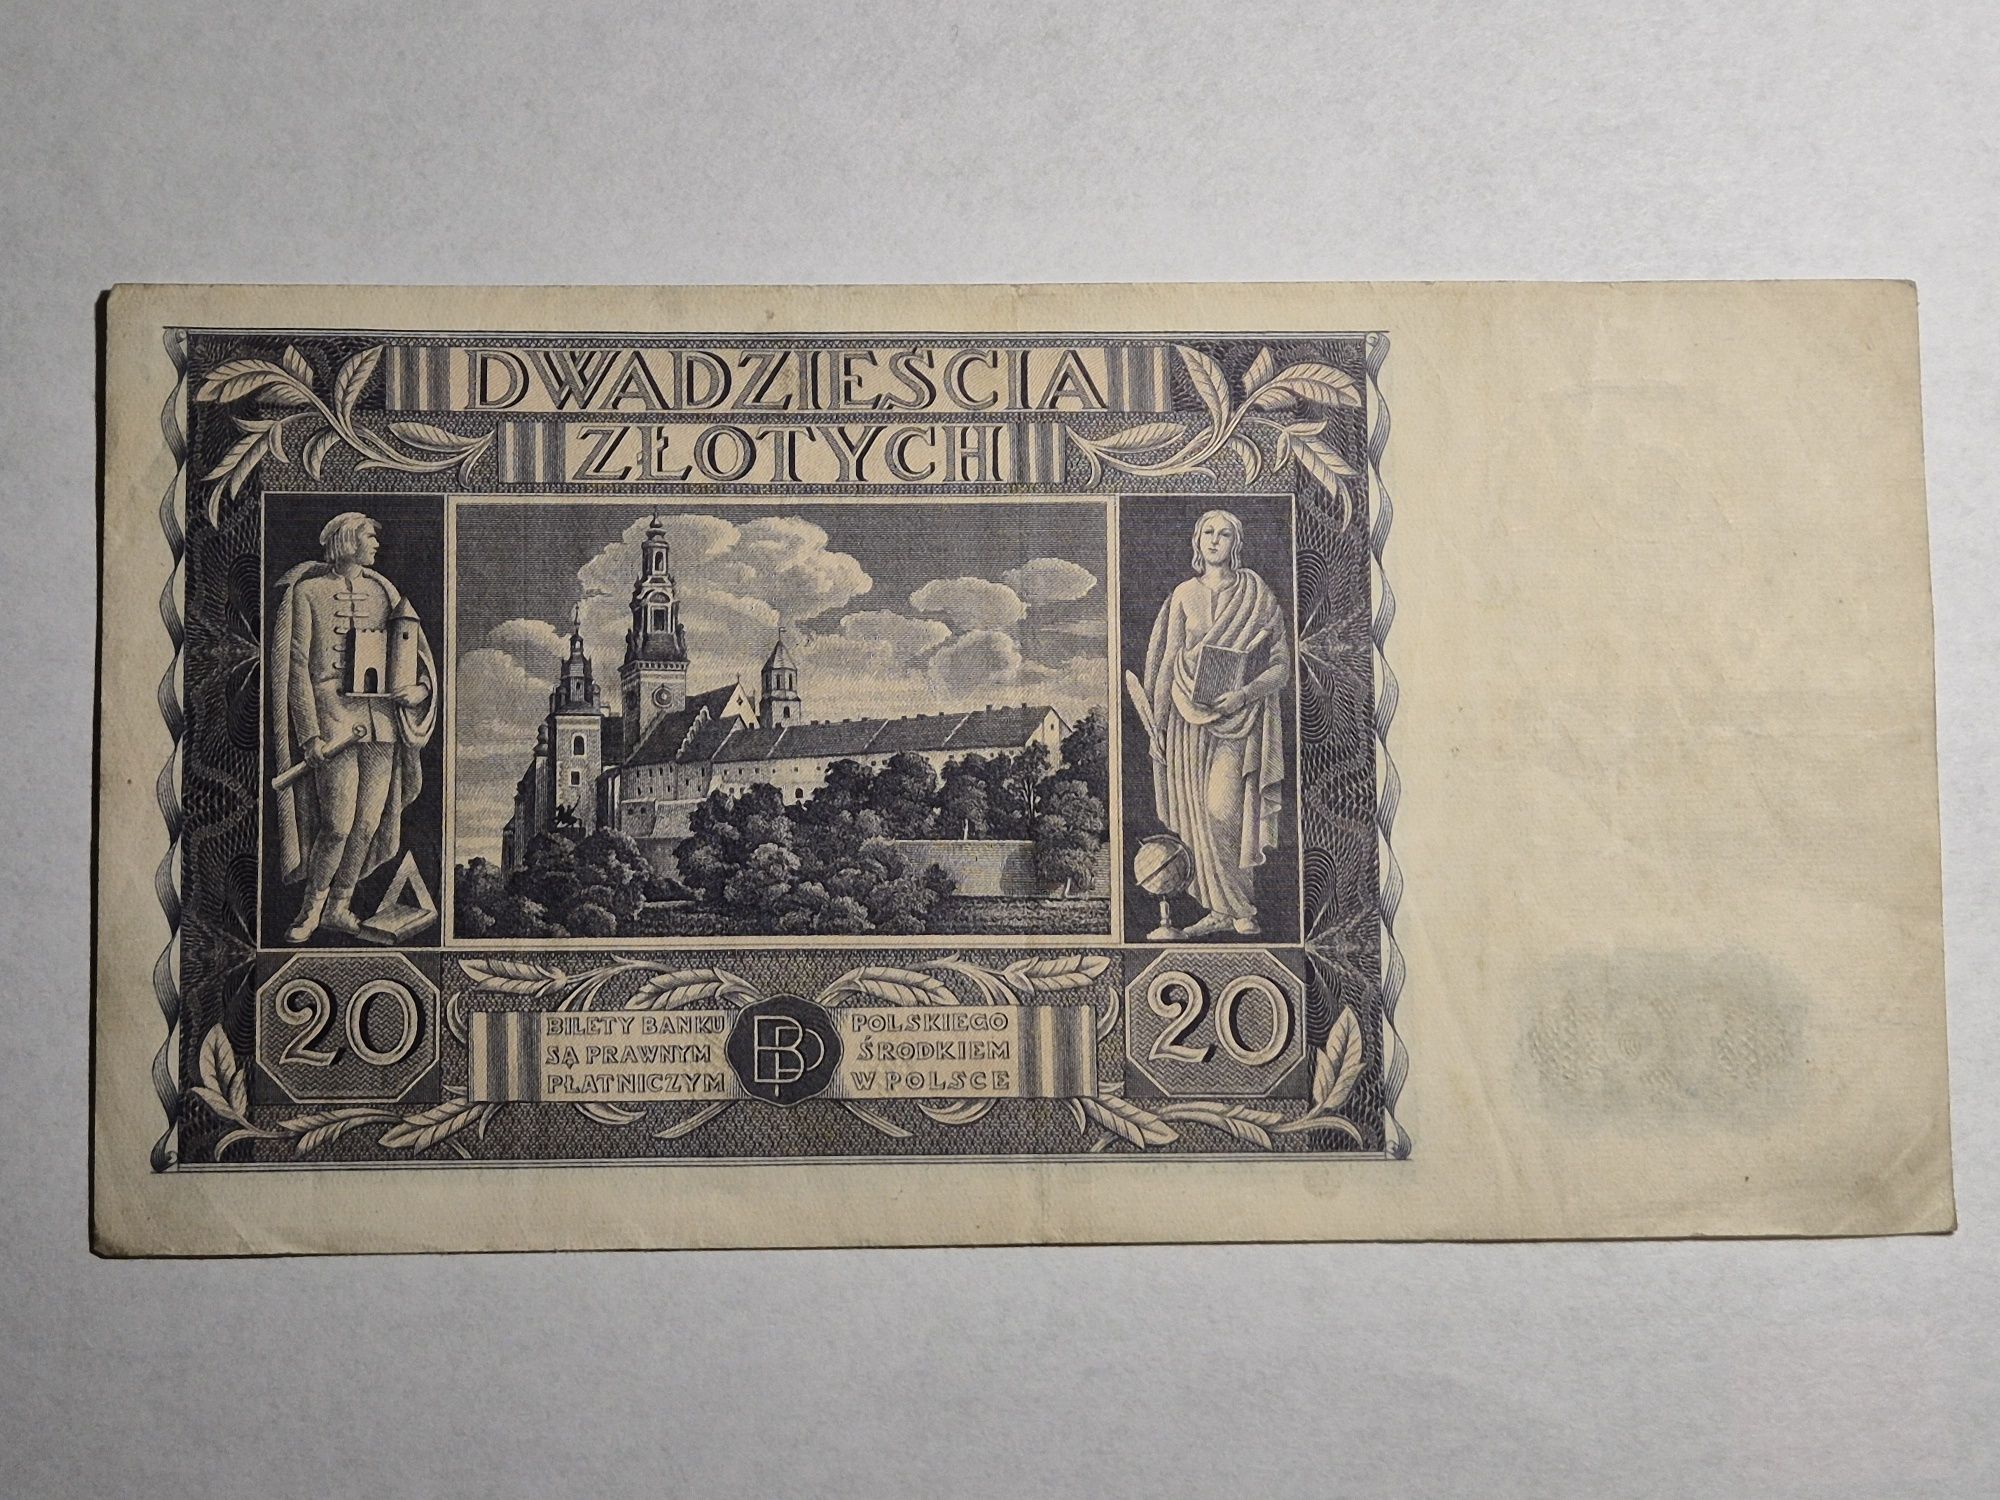 DWADZIEŚCIA
ZŁOTYCH
20
BILETY BANKU BP POLSKIEGO
SĄ PRAWNYM ŚRODKIEM
PŁATNICZYM W POLSCE
20